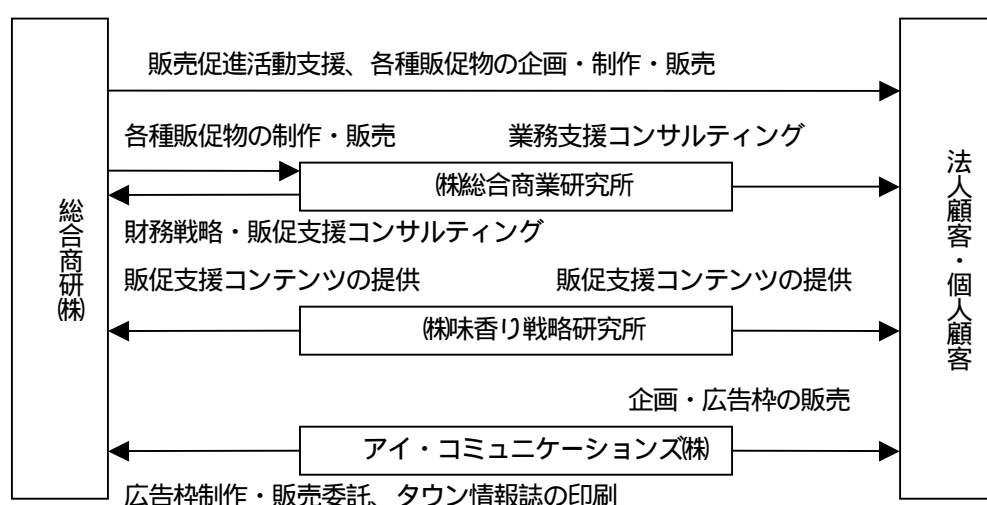 販売促進活動支援、各種販促物の企画・制作・販売
各種販促物の制作・販売
業務支援コンサルティング
総合商研㈱
㈱総合商業研究所
法人顧客・個人顧客
財務戦略・販促支援コンサルティング
販促支援コンテンツの提供
販促支援コンテンツの提供
㈱味香り戦略研究所
企画・広告枠の販売
アイ・コミュニケーションズ㈱
広告枠制作・販売委託、タウン情報誌の印刷